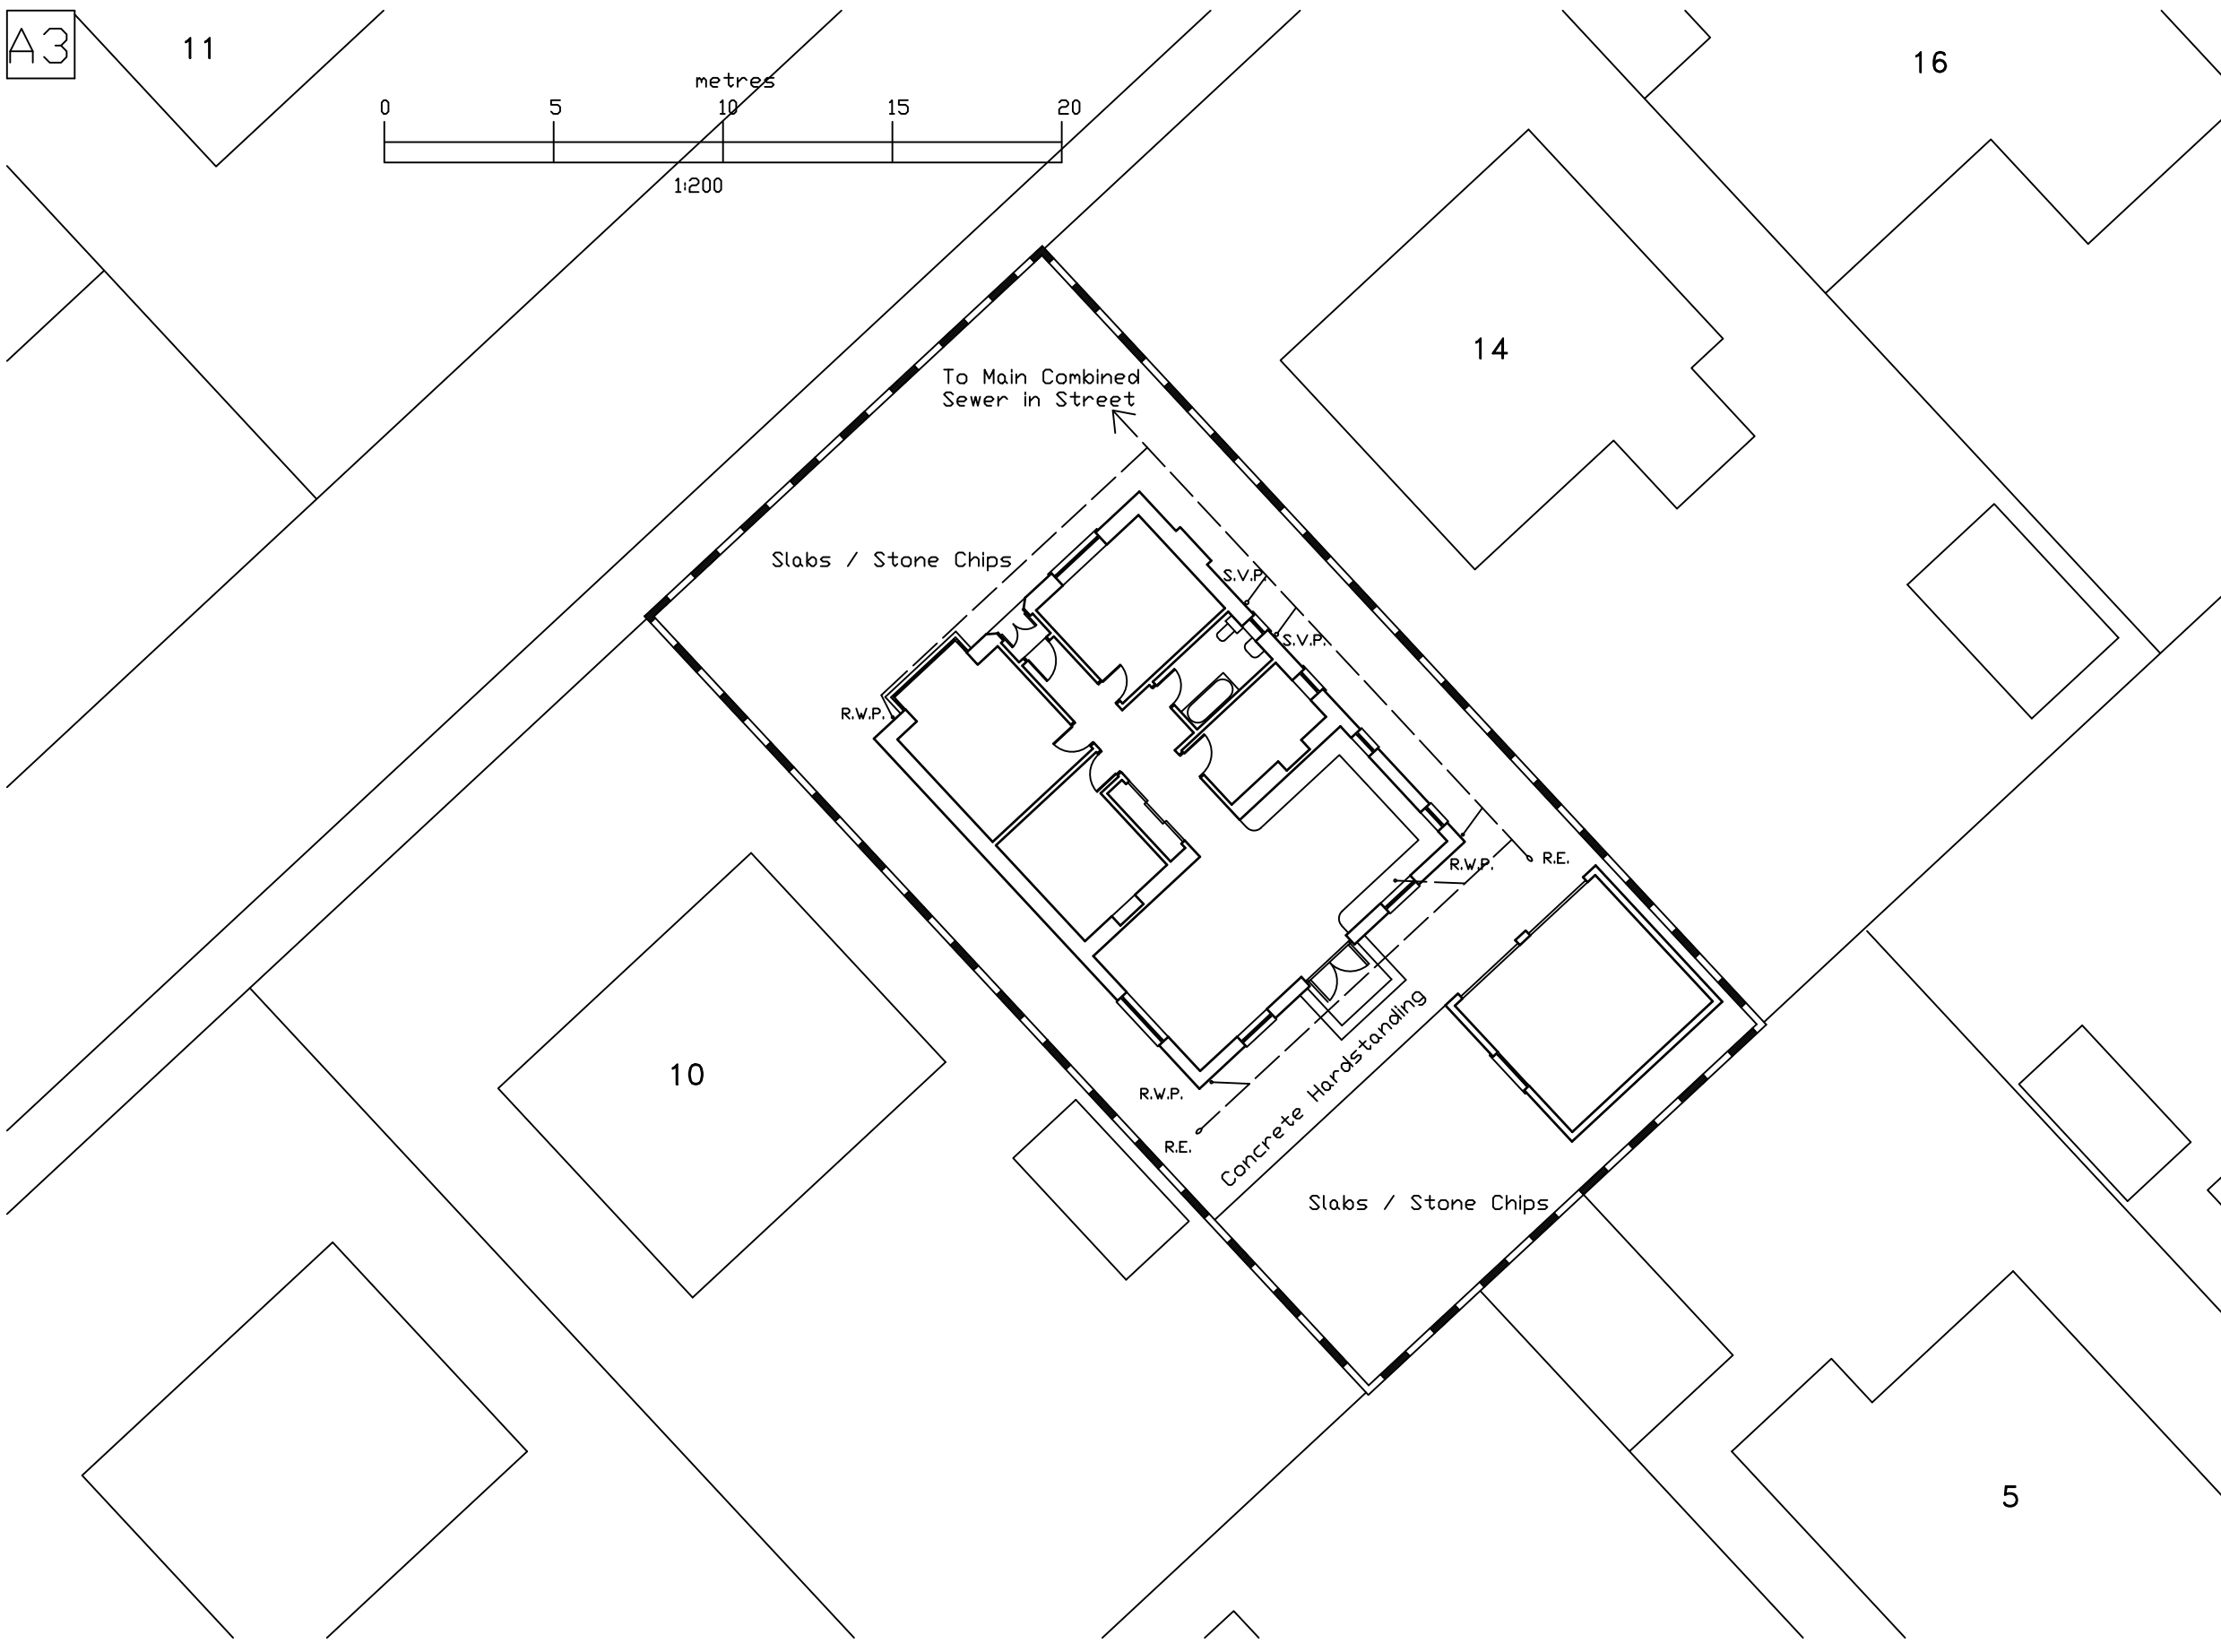 A3
11
16
metres
0 5 10 15 20
1:200
14
To Main Combined
Sewer in Street
Slabs / Stone Chips
S.V.P.
S.V.P.
R.W.P.
R.W.P.
R.E.
10
Concrete Hardstanding
R.W.P.
R.E.
Slabs / Stone Chips
5